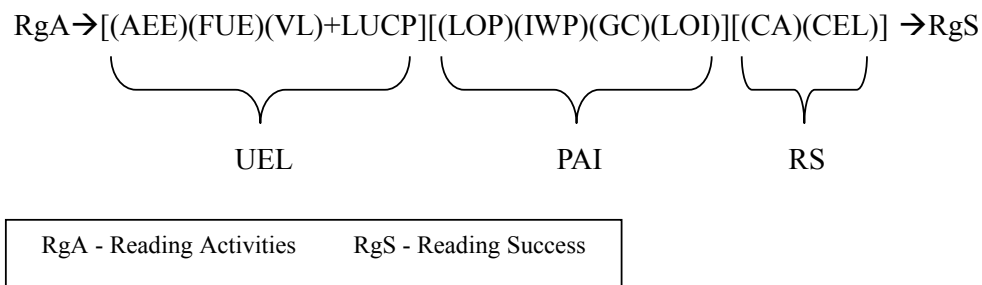 RgA→[(AEE)(FUE)(VL)+LUCP][(LOP)(IWP)(GC)(LOI)][(CA)(CEL)] →RgS
UEL PAI RS
RgA - Reading Activities RgS - Reading Success